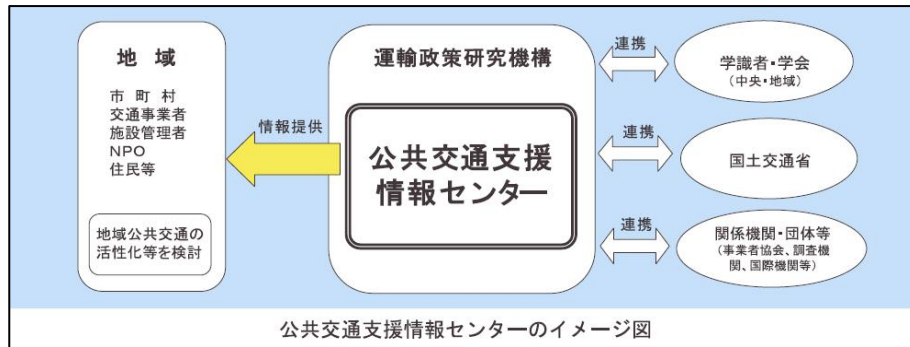 地　域
市 町 村
交通事業者
施設管理者
NPO
住民等
地域公共交通の
活性化等を検討
情報提供
運輸政策研究機構
公共交通支援
情報センター
連携
学識者・学会
（中央・地域）
連携
国土交通省
連携
関係機関・団体等
（事業者協会、調査機
関、国際機関等）
公共交通支援情報センターのイメージ図